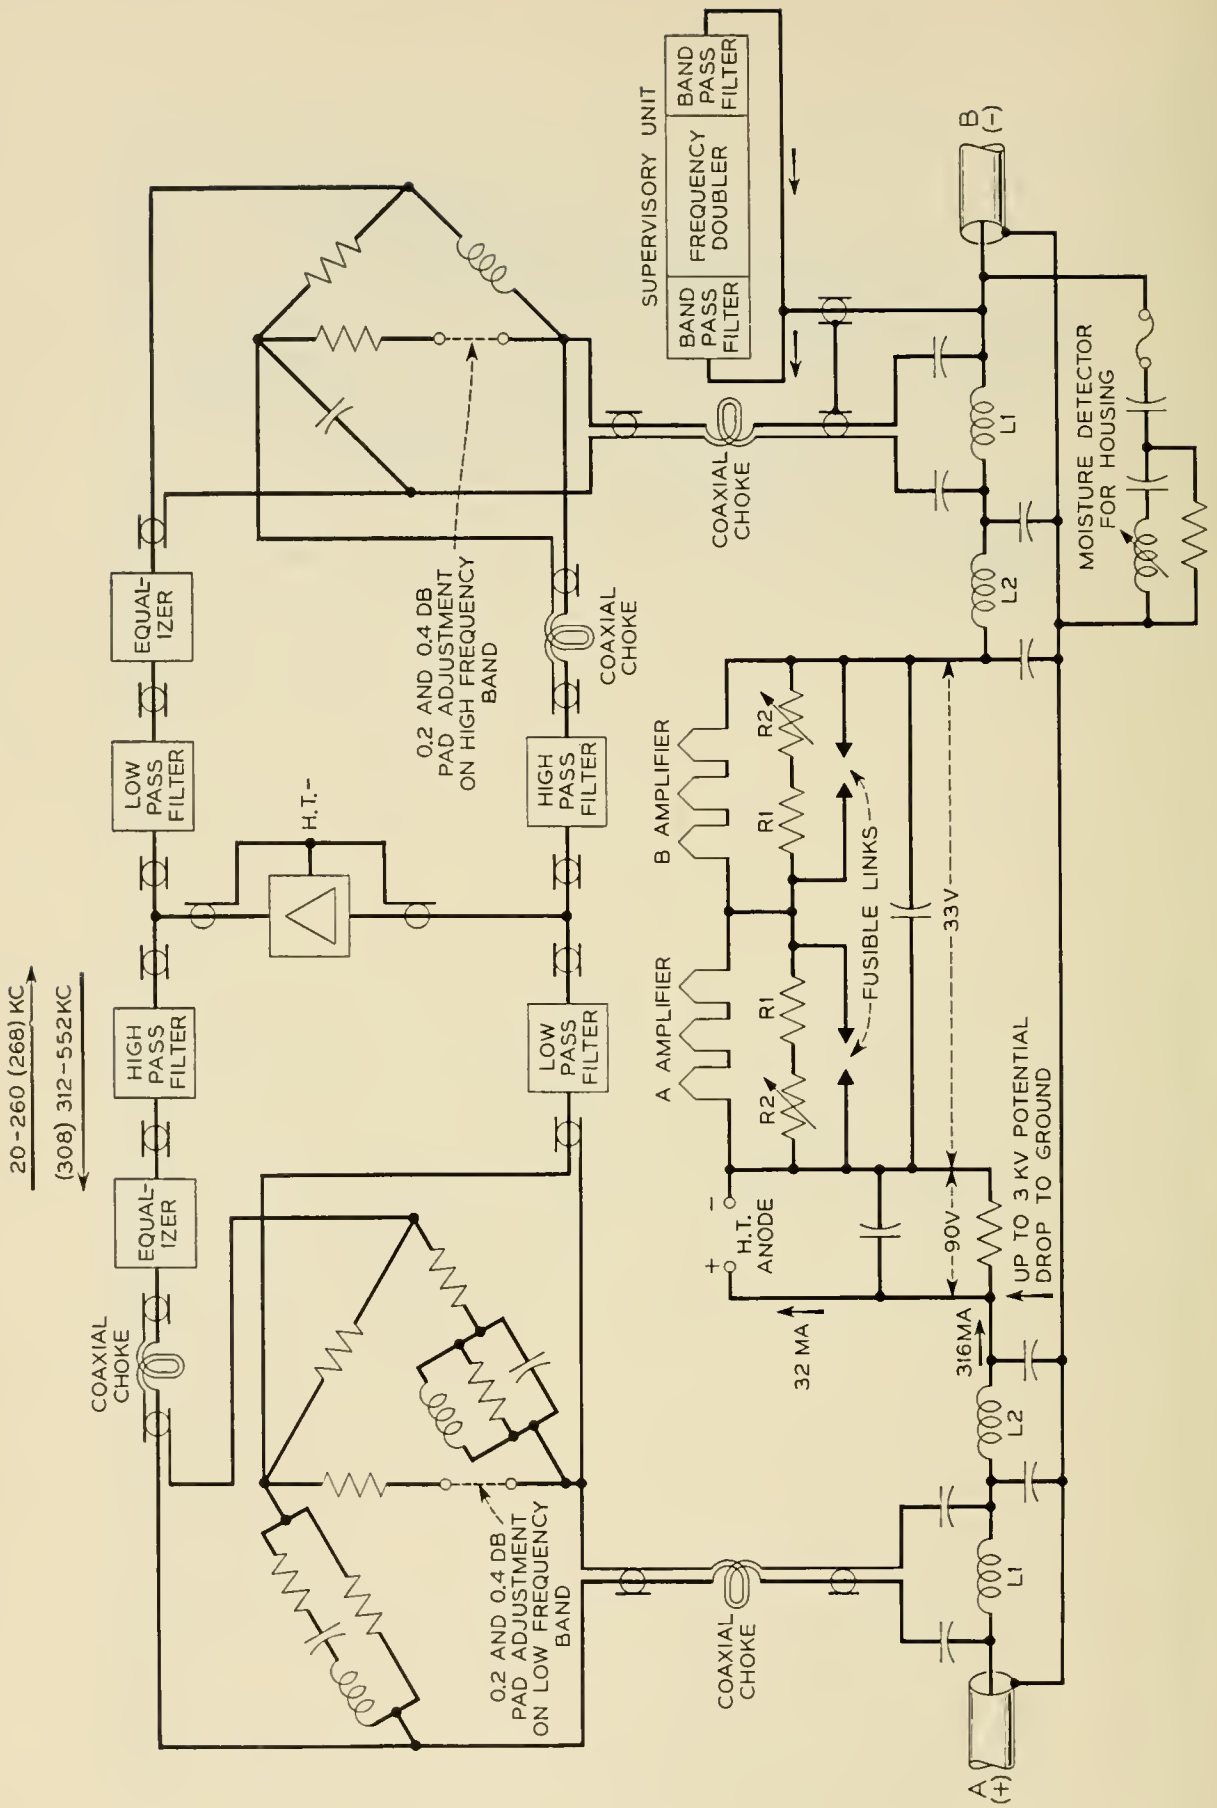 20-260 (268) KC
(308) 312-552KC
COAXIAL
CHOKE
EQUAL-
IZER
HIGH
PASS
FILTER
LOW
PASS
FILTER
EQUAL-
IZER
H.T.-
0.2 AND 0.4 DB
PAD ADJUSTMENT
ON LOW FREQUENCY
BAND
LOW
PASS
FILTER
HIGH
PASS
FILTER
COAXIAL
CHOKE
0.2 AND 0.4 DB
PAD ADJUSTMENT
ON HIGH FREQUENCY
BAND
SUPERVISORY UNIT
BAND
PASS
FILTER
FREQUENCY
DOUBLER
BAND
PASS
FILTER
COAXIAL
CHOKE
COAXIAL
CHOKE
A AMPLIFIER
B AMPLIFIER
R2
R1
R1
R2
FUSIBLE LINKS
+
-
H.T.
ANODE
32 MA
90V
33V
316MA
UP TO 3 KV POTENTIAL
DROP TO GROUND
A
(+)
L1
L2
L2
L1
B
(-)
MOISTURE DETECTOR
FOR HOUSING